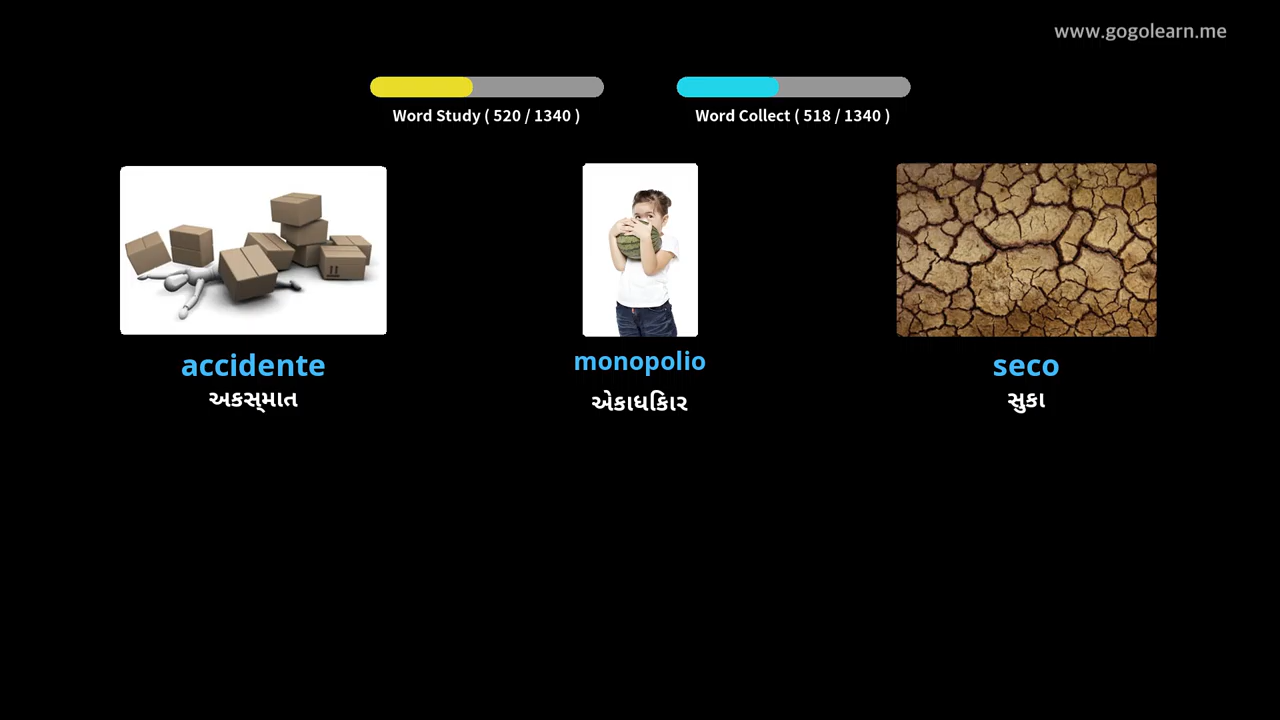 www.gogolearn.me
Word Study ( 520 / 1340 )
Word Collect ( 518 / 1340 )
accidente
monopolio
seco
અકસ્માત
એકાધિકાર
સુકા